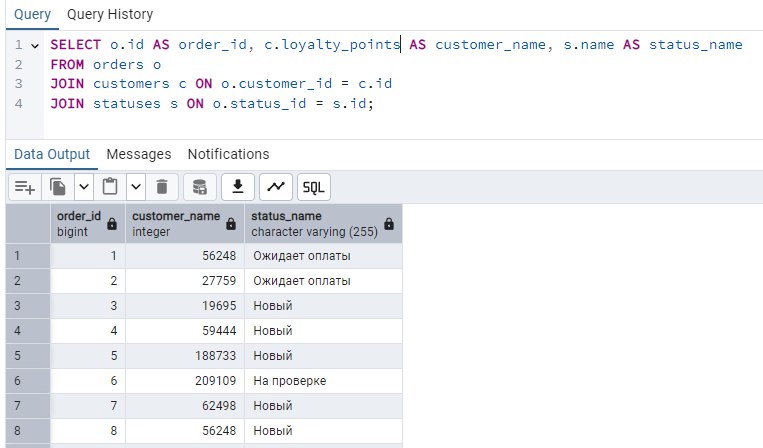 Query Query History
1 SELECT o.id AS order_id, c.loyalty_points AS customer_name, s.name AS status_name
2 FROM orders o
3 JOIN customers c ON o.customer_id = c.id
4 JOIN statuses s ON o.status_id = s.id;
Data Output Messages Notifications
SQL
order_id customer_name status_name
bigint integer character varying (255)
1 1 56248 Ожидает оплаты
2 2 27759 Ожидает оплаты
3 3 19695 Новый
4 4 59444 Новый
5 5 188733 Новый
6 6 209109 На проверке
7 7 62498 Новый
8 8 56248 Новый